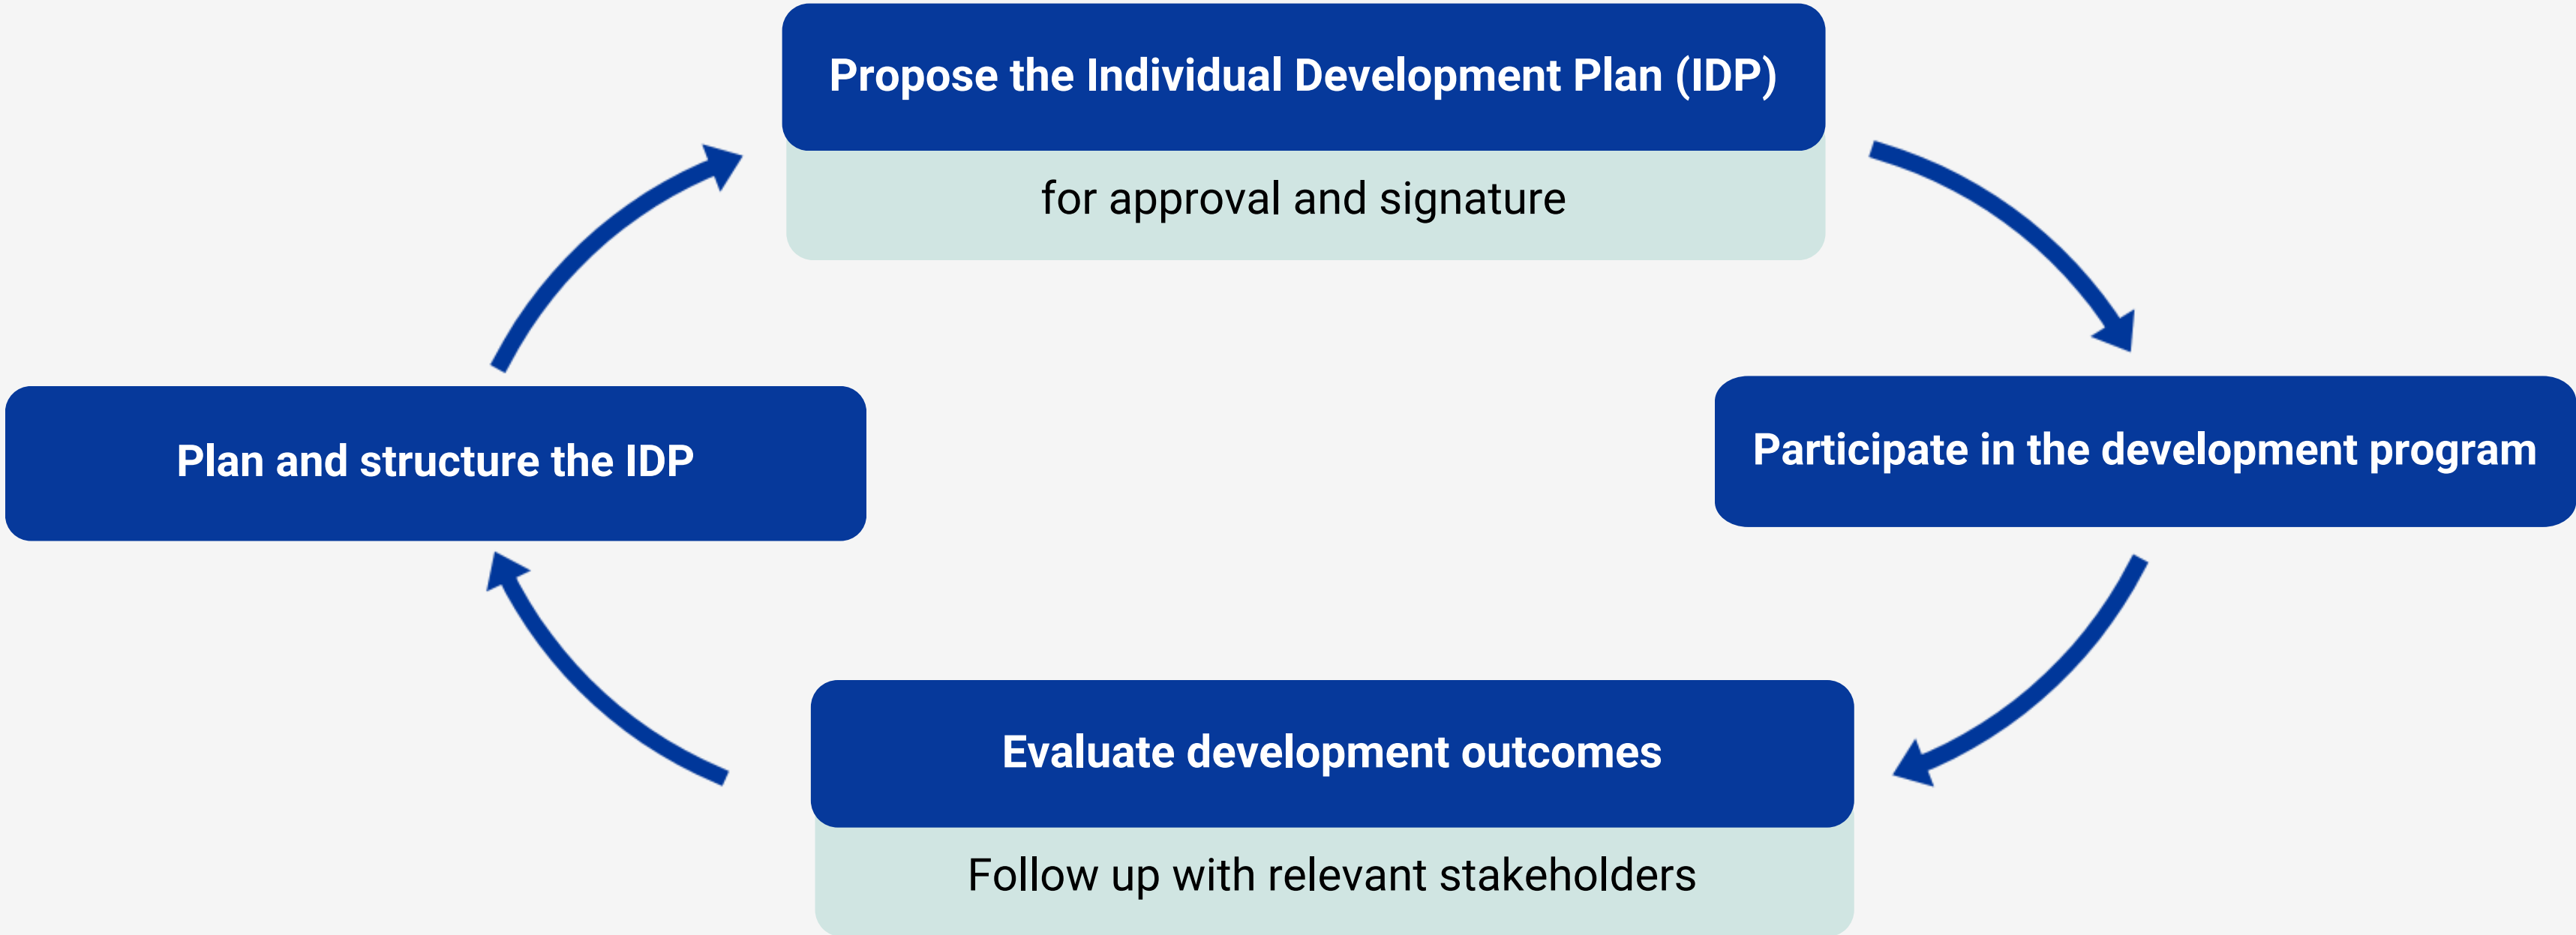 Propose the Individual Development Plan (IDP)
for approval and signature
Plan and structure the IDP
Participate in the development program
Evaluate development outcomes
Follow up with relevant stakeholders